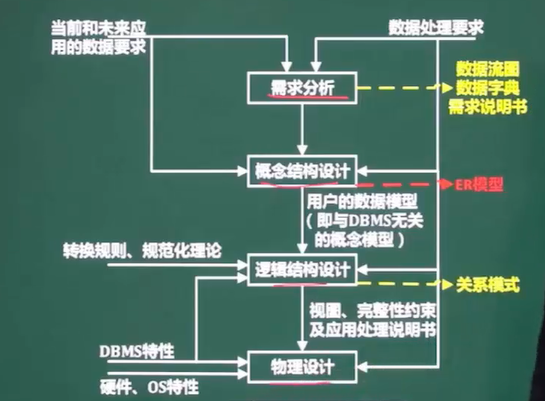 当前和未来应
用的数据要求
数据处理要求
需求分析
数据流图
数据字典
需求说明书
概念结构设计
ER模型
用户的数据模型
（即与DBMS无关
的概念模型）
转换规则、规范化理论
逻辑结构设计
关系模式
视图、完整性约束
及应用处理说明书
DBMS特性
物理设计
硬件、OS特性